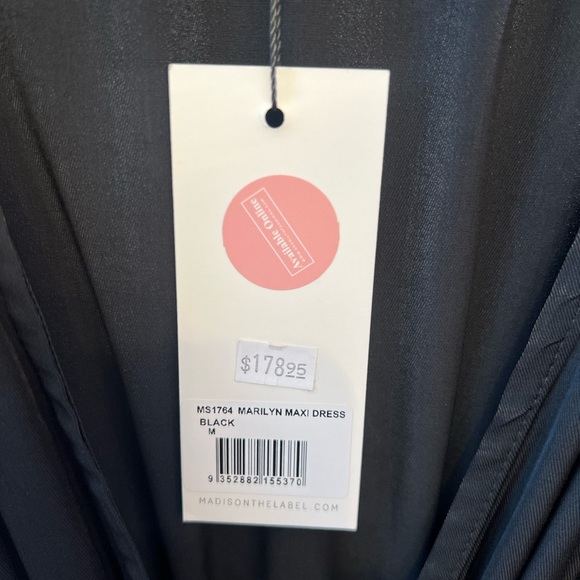 Available Online
$178.95
MS1764 MARILYN MAXI DRESS
BLACK
M
9 352882 155370
MADISONTHELABEL.COM